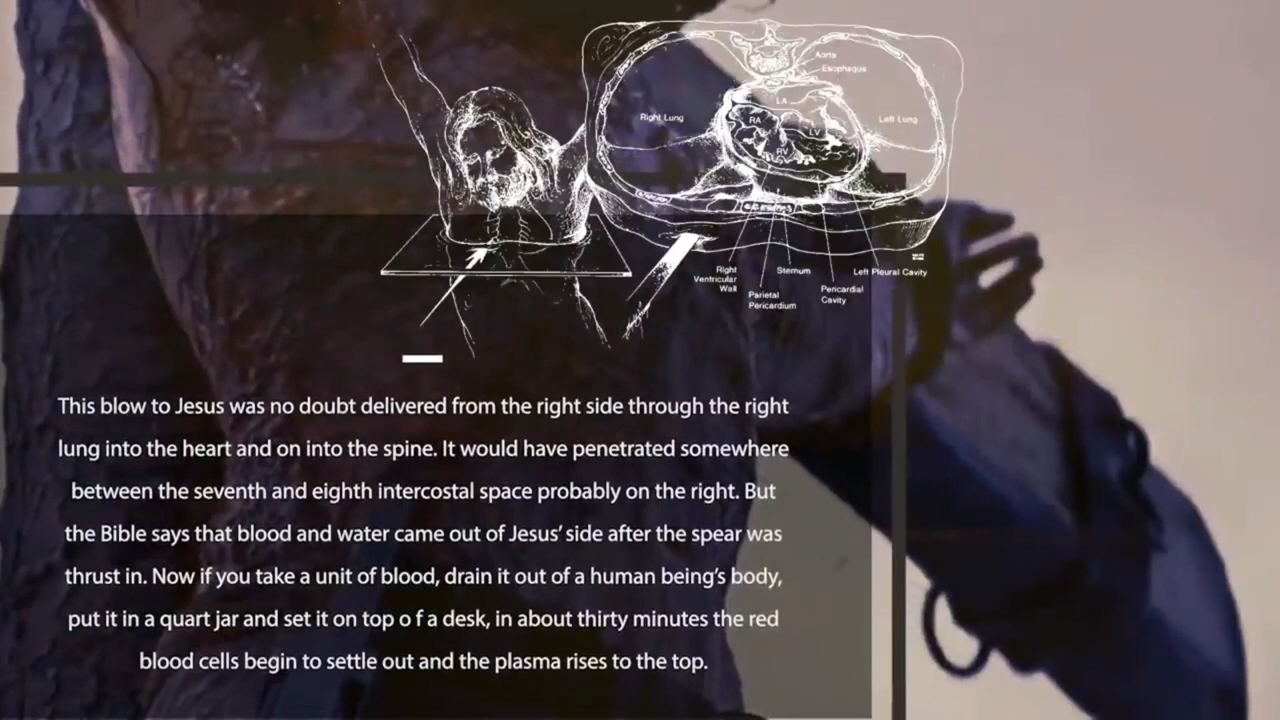 Aorta
Esophagus
LA
Right Lung
RA
LV
Left Lung
RV
Right
Ventricular
Wall
Sternum
Left Pleural Cavity
Parietal
Pericardium
Pericardial
Cavity
This blow to Jesus was no doubt delivered from the right side through the right
lung into the heart and on into the spine. It would have penetrated somewhere
between the seventh and eighth intercostal space probably on the right. But
the Bible says that blood and water came out of Jesus’ side after the spear was
thrust in. Now if you take a unit of blood, drain it out of a human being’s body,
put it in a quart jar and set it on top o f a desk, in about thirty minutes the red
blood cells begin to settle out and the plasma rises to the top.